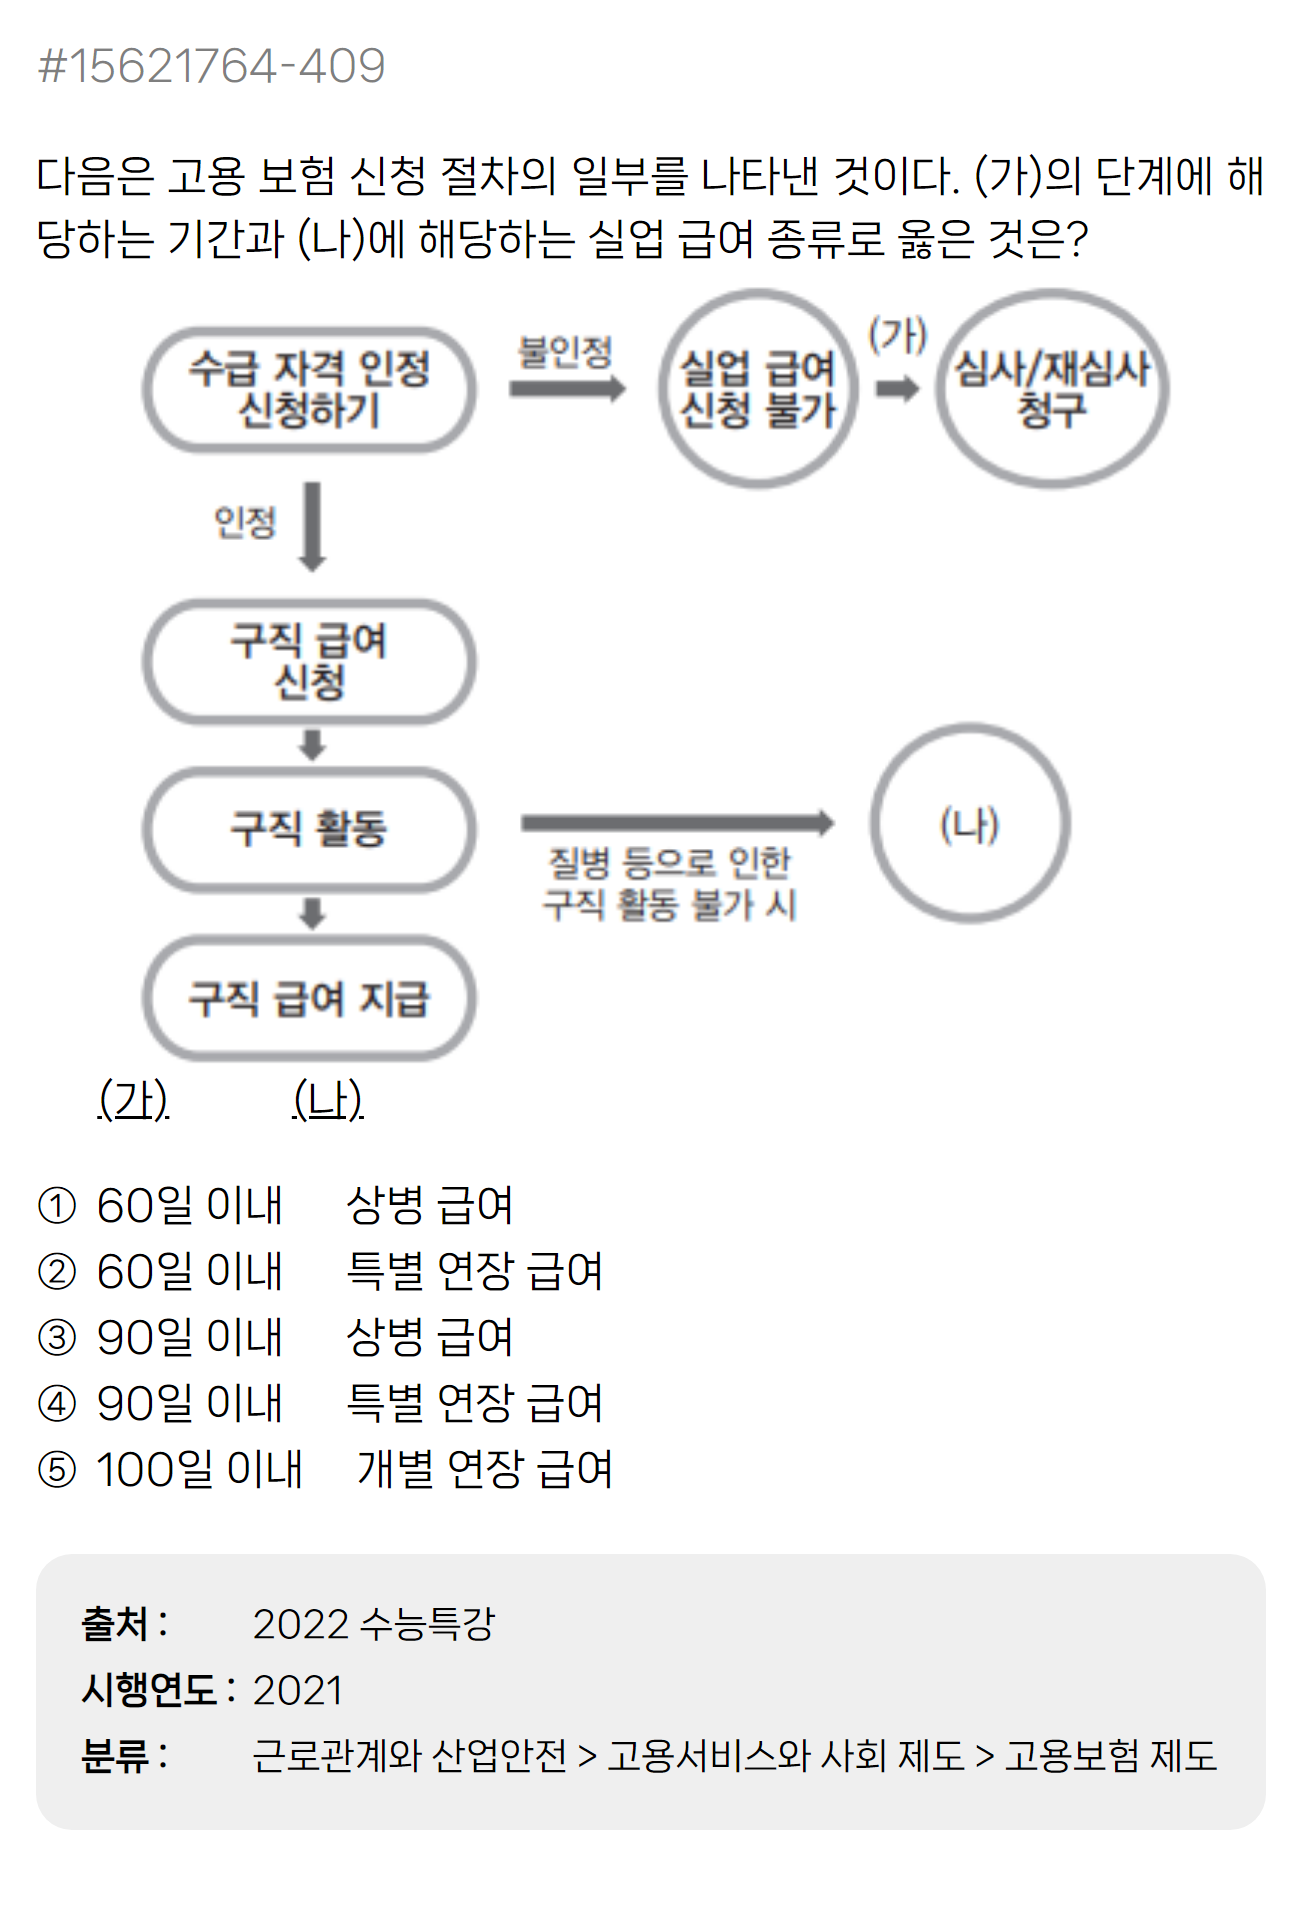 #15621764-409
다음은 고용 보험 신청 절차의 일부를 나타낸 것이다. (가)의 단계에 해
당하는 기간과 (나)에 해당하는 실업 급여 종류로 옳은 것은?
수급 자격 인정
신청하기
불인정
실업 급여
신청 불가
(가)
심사/재심사
청구
인정
구직 급여
신청
구직 활동
질병 등으로 인한
구직 활동 불가 시
(나)
구직 급여 지급
(가) (나)
① 60일 이내 상병 급여
② 60일 이내 특별 연장 급여
③ 90일 이내 상병 급여
④ 90일 이내 특별 연장 급여
⑤ 100일 이내 개별 연장 급여
출처 : 2022 수능특강
시행연도 : 2021
분류 : 근로관계와 산업안전 > 고용서비스와 사회 제도 > 고용보험 제도